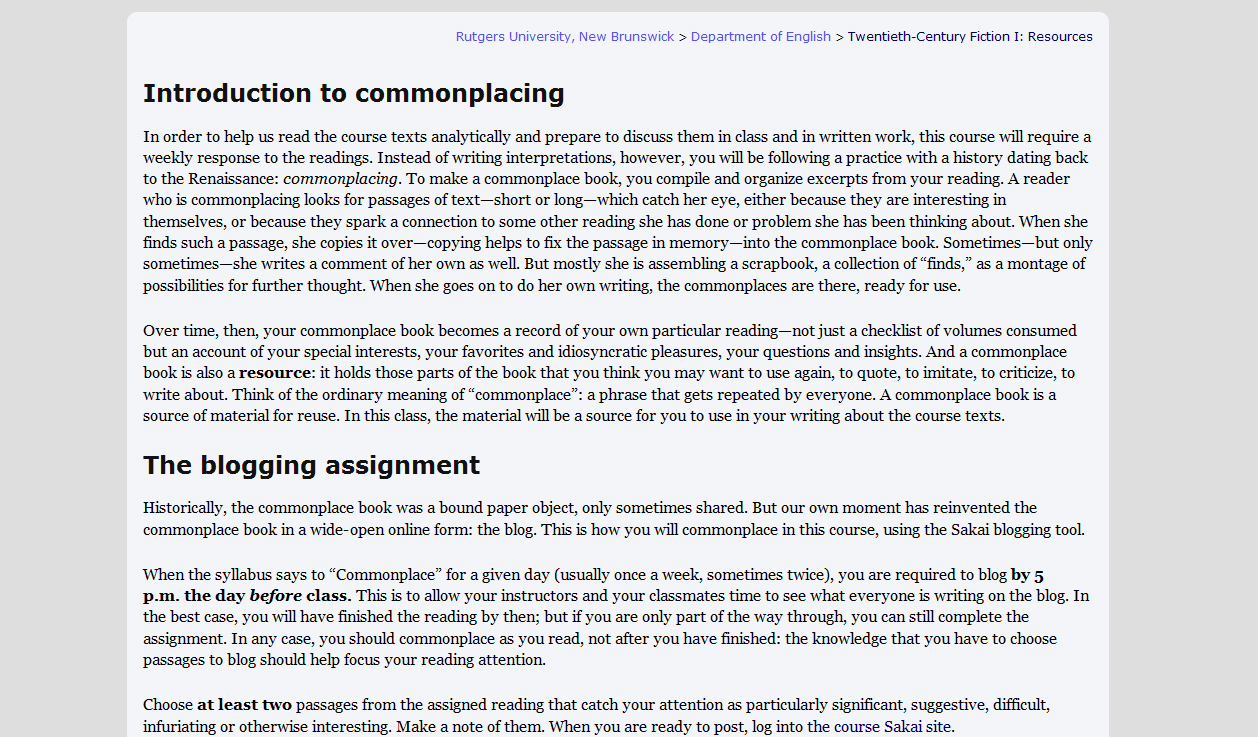 Rutgers University, New Brunswick > Department of English > Twentieth-Century Fiction I: Resources
Introduction to commonplacing
In order to help us read the course texts analytically and prepare to discuss them in class and in written work, this course will require a
weekly response to the readings. Instead of writing interpretations, however, you will be following a practice with a history dating back
to the Renaissance: commonplacing. To make a commonplace book, you compile and organize excerpts from your reading. A reader
who is commonplacing looks for passages of text—short or long—which catch her eye, either because they are interesting in
themselves, or because they spark a connection to some other reading she has done or problem she has been thinking about. When she
finds such a passage, she copies it over—copying helps to fix the passage in memory—into the commonplace book. Sometimes—but only
sometimes—she writes a comment of her own as well. But mostly she is assembling a scrapbook, a collection of “finds,” as a montage of
possibilities for further thought. When she goes on to do her own writing, the commonplaces are there, ready for use.
Over time, then, your commonplace book becomes a record of your own particular reading—not just a checklist of volumes consumed
but an account of your special interests, your favorites and idiosyncratic pleasures, your questions and insights. And a commonplace
book is also a resource: it holds those parts of the book that you think you may want to use again, to quote, to imitate, to criticize, to
write about. Think of the ordinary meaning of “commonplace”: a phrase that gets repeated by everyone. A commonplace book is a
source of material for reuse. In this class, the material will be a source for you to use in your writing about the course texts.
The blogging assignment
Historically, the commonplace book was a bound paper object, only sometimes shared. But our own moment has reinvented the
commonplace book in a wide-open online form: the blog. This is how you will commonplace in this course, using the Sakai blogging tool.
When the syllabus says to “Commonplace” for a given day (usually once a week, sometimes twice), you are required to blog by 5
p.m. the day before class. This is to allow your instructors and your classmates time to see what everyone is writing on the blog. In
the best case, you will have finished the reading by then; but if you are only part of the way through, you can still complete the
assignment. In any case, you should commonplace as you read, not after you have finished: the knowledge that you have to choose
passages to blog should help focus your reading attention.
Choose at least two passages from the assigned reading that catch your attention as particularly significant, suggestive, difficult,
infuriating or otherwise interesting. Make a note of them. When you are ready to post, log into the course Sakai site.